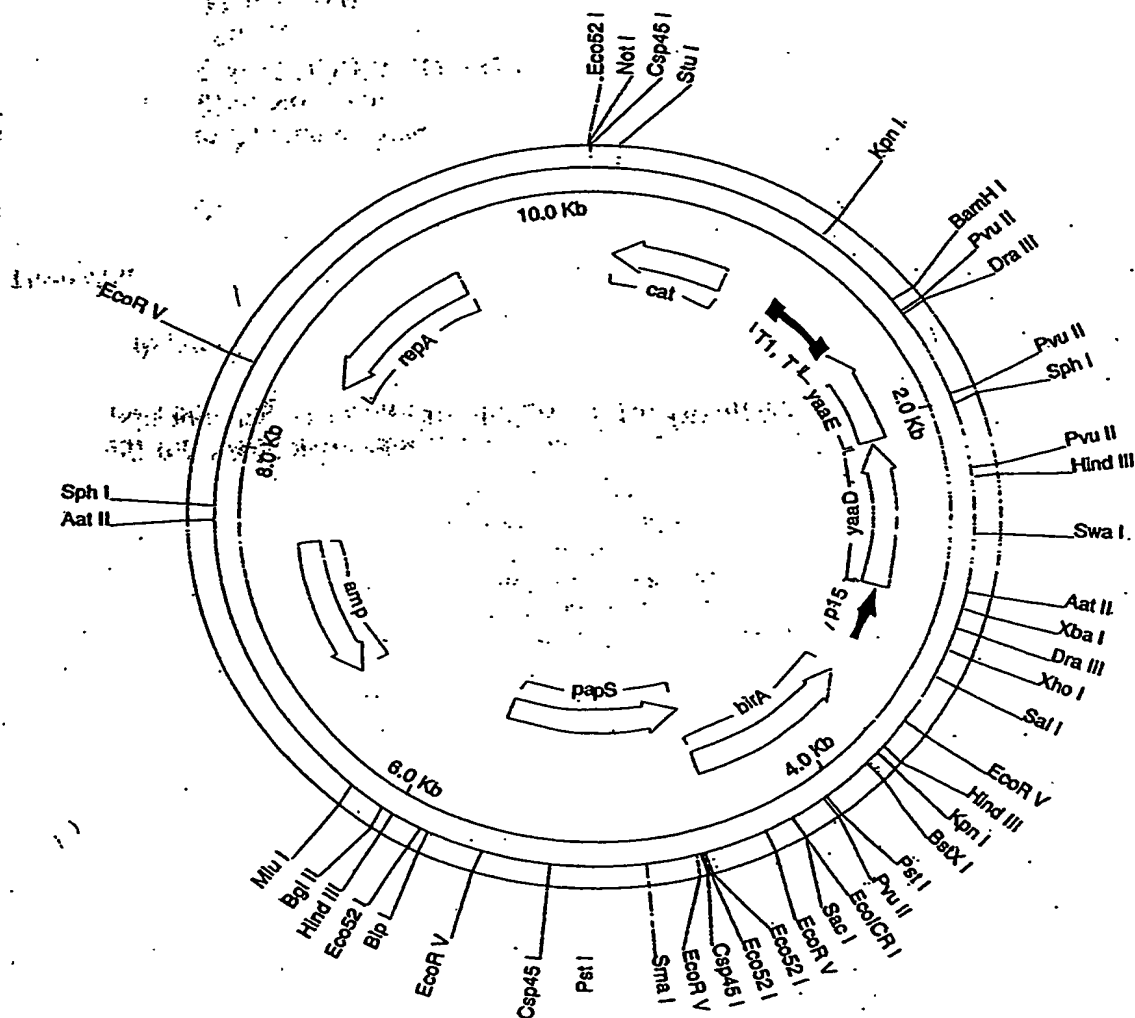 Eco52 I
Not I
Csp45 I
Stu I
Kpn I
BamH I
Pvu II
Dra III
Pvu II
Sph I
Pvu II
Hind III
Swa I
Aat II
Xba I
Dra III
Xho I
Sal I
EcoR V
Hind III
Kpn I
BstX I
Pst I
Pvu II
EcoICR I
Sac I
EcoR V
Eco52 I
Eco52 I
Csp45 I
EcoR V
Sma I
Pst I
Csp45 I
EcoR V
Blp I
Eco52 I
Hind III
Bgl II
Mlu I
Aat II
Sph I
EcoR V
10.0 Kb
2.0 Kb
4.0 Kb
6.0 Kb
8.0 Kb
cat
T1, T
yaaE
yaaD
p15
birA
papS
amp
repA